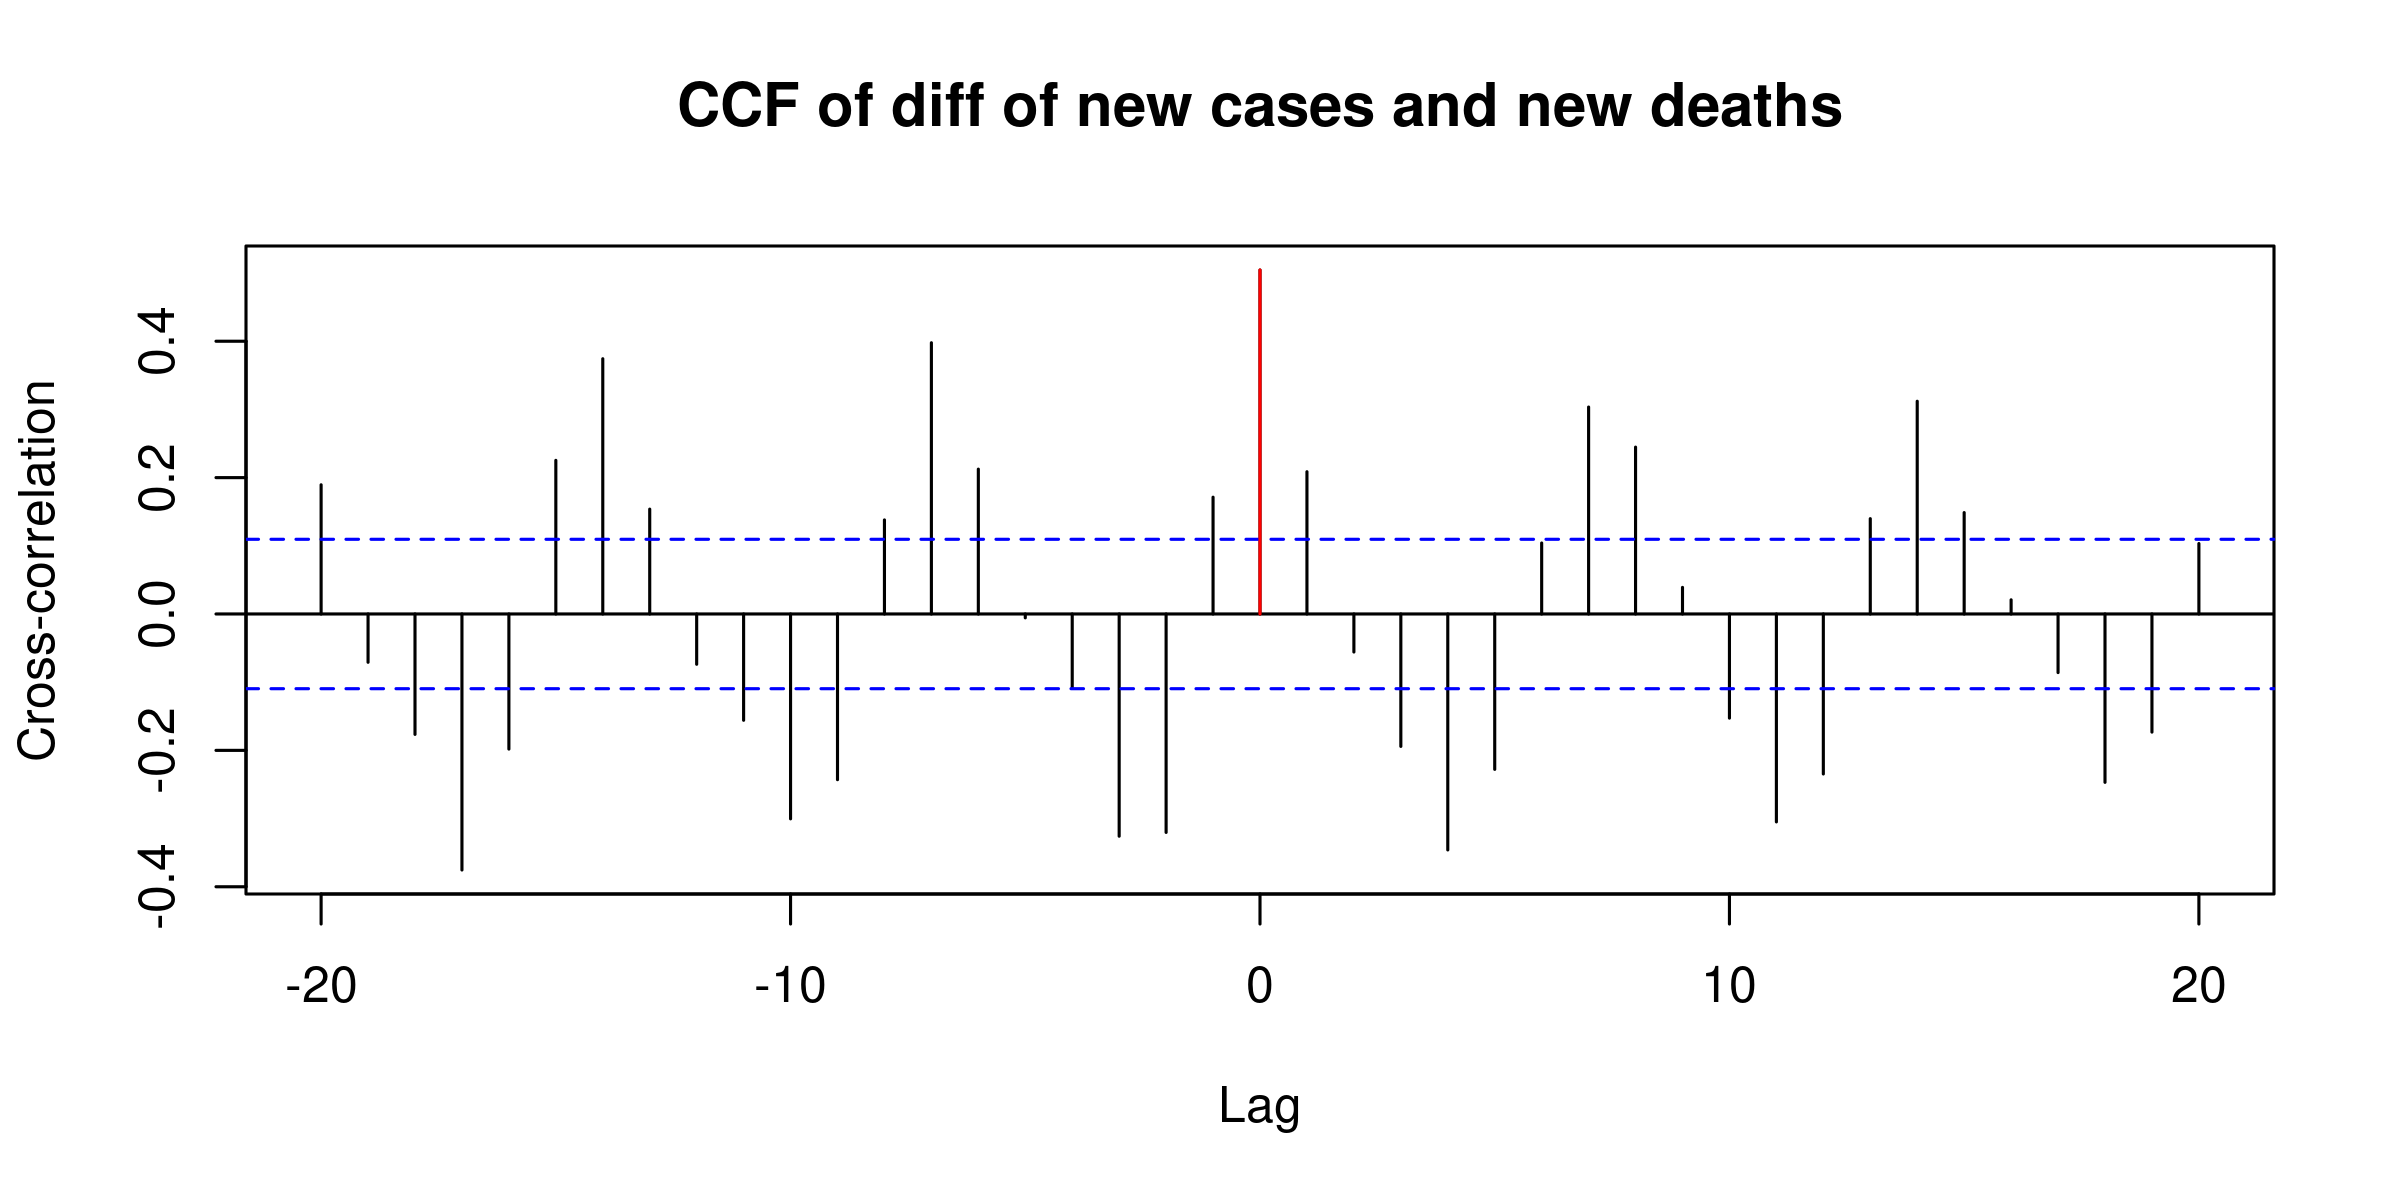 CCF of diff of new cases and new deaths
Cross-correlation
0.4
0.2
0.0
-0.2
-0.4
-20 -10 0 10 20
Lag